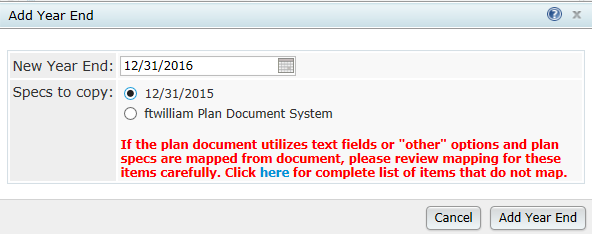 Add Year End
New Year End: 12/31/2016
Specs to copy: 12/31/2015
ftwilliam Plan Document System
If the plan document utilizes text fields or "other" options and plan
specs are mapped from document, please review mapping for these
items carefully. Click here for complete list of items that do not map.
Cancel Add Year End